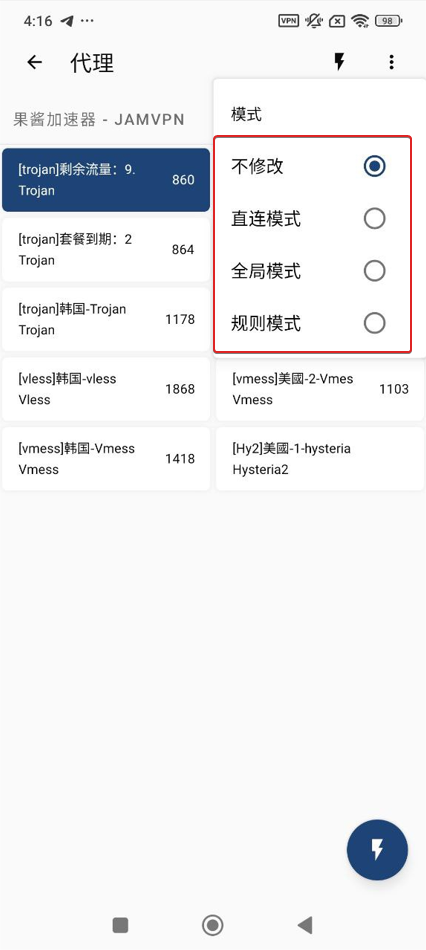 4:16
VPN
98
代理
果酱加速器 - JAMVPN
模式
不修改
直连模式
全局模式
规则模式
[trojan]剩余流量：9.
Trojan
860
[trojan]套餐到期：2
Trojan
864
[trojan]韩国-Trojan
Trojan
1178
[vless]韩国-vless
Vless
1868
[vmess]美國-2-Vmes
Vmess
1103
[vmess]韩国-Vmess
Vmess
1418
[Hy2]美國-1-hysteria
Hysteria2